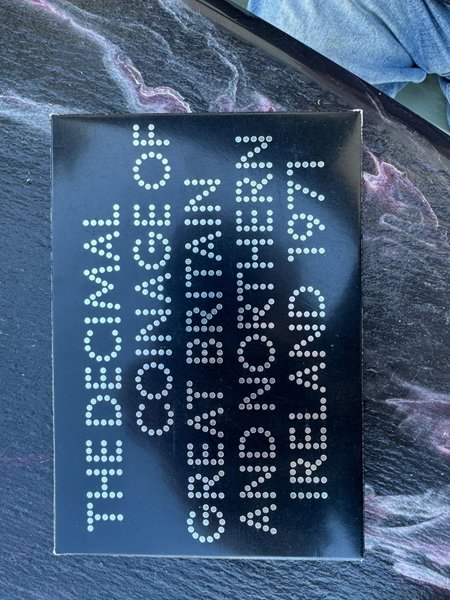 THE DECIMAL
COINAGE OF
GREAT BRITAIN
AND NORTHERN
IRELAND 1971